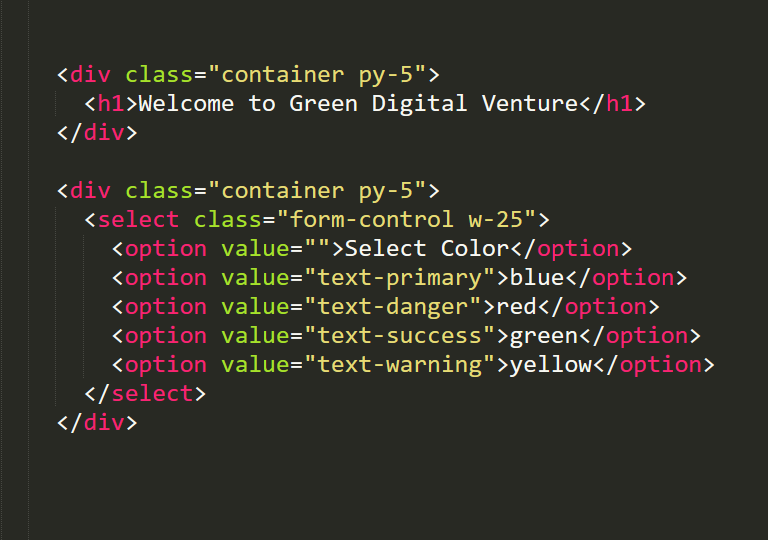 <div class="container py-5">
  <h1>Welcome to Green Digital Venture</h1>
</div>

<div class="container py-5">
  <select class="form-control w-25">
    <option value="">Select Color</option>
    <option value="text-primary">blue</option>
    <option value="text-danger">red</option>
    <option value="text-success">green</option>
    <option value="text-warning">yellow</option>
  </select>
</div>